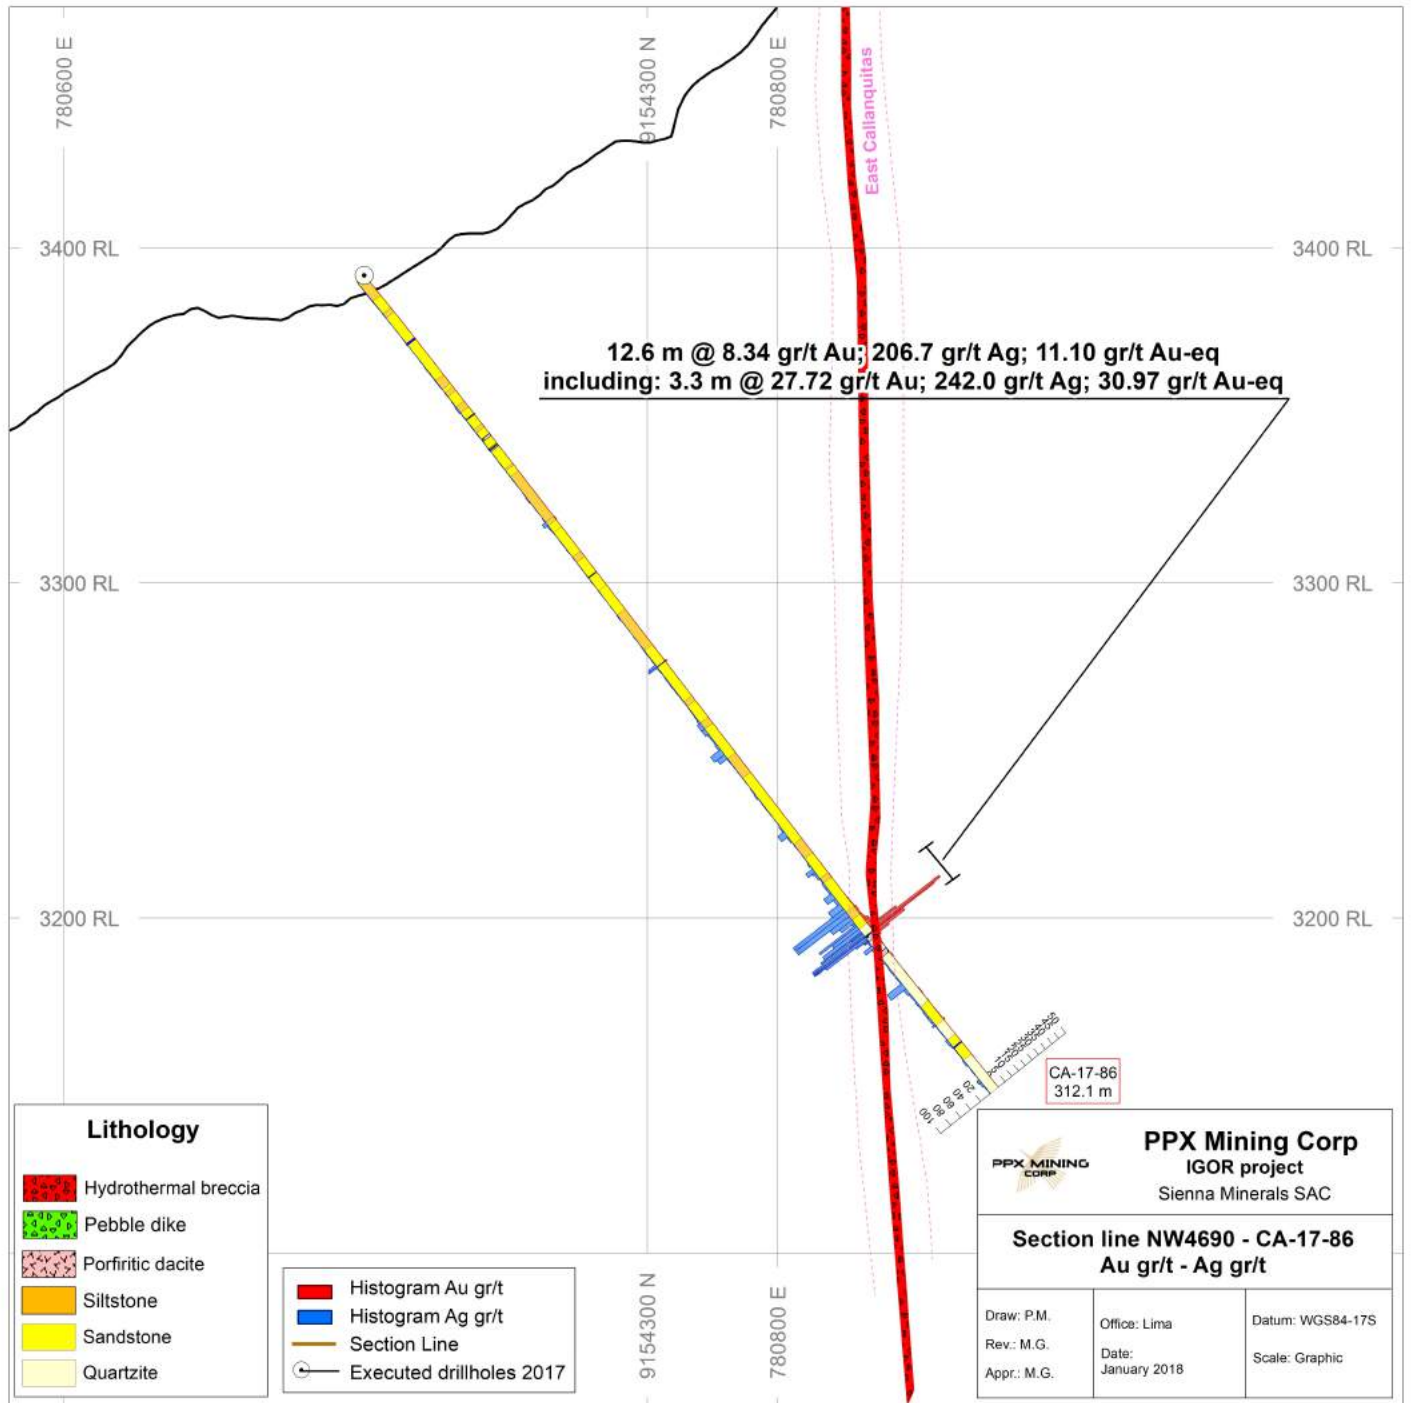 780600 E
9154300 N
780800 E
East Callanquitas
3400 RL
3400 RL
12.6 m @ 8.34 gr/t Au; 206.7 gr/t Ag; 11.10 gr/t Au-eq
including: 3.3 m @ 27.72 gr/t Au; 242.0 gr/t Ag; 30.97 gr/t Au-eq
3300 RL
3300 RL
3200 RL
3200 RL
20
40
60
80
100
CA-17-86
312.1 m
Lithology
Hydrothermal breccia
Pebble dike
Porfiritic dacite
Siltstone
Sandstone
Quartzite
Histogram Au gr/t
Histogram Ag gr/t
Section Line
Executed drillholes 2017
9154300 N
780800 E
PPX MINING
CORP
PPX Mining Corp
IGOR project
Sienna Minerals SAC
Section line NW4690 - CA-17-86
Au gr/t - Ag gr/t
Draw: P.M.
Rev.: M.G.
Appr.: M.G.
Office: Lima
Date:
January 2018
Datum: WGS84-17S
Scale: Graphic